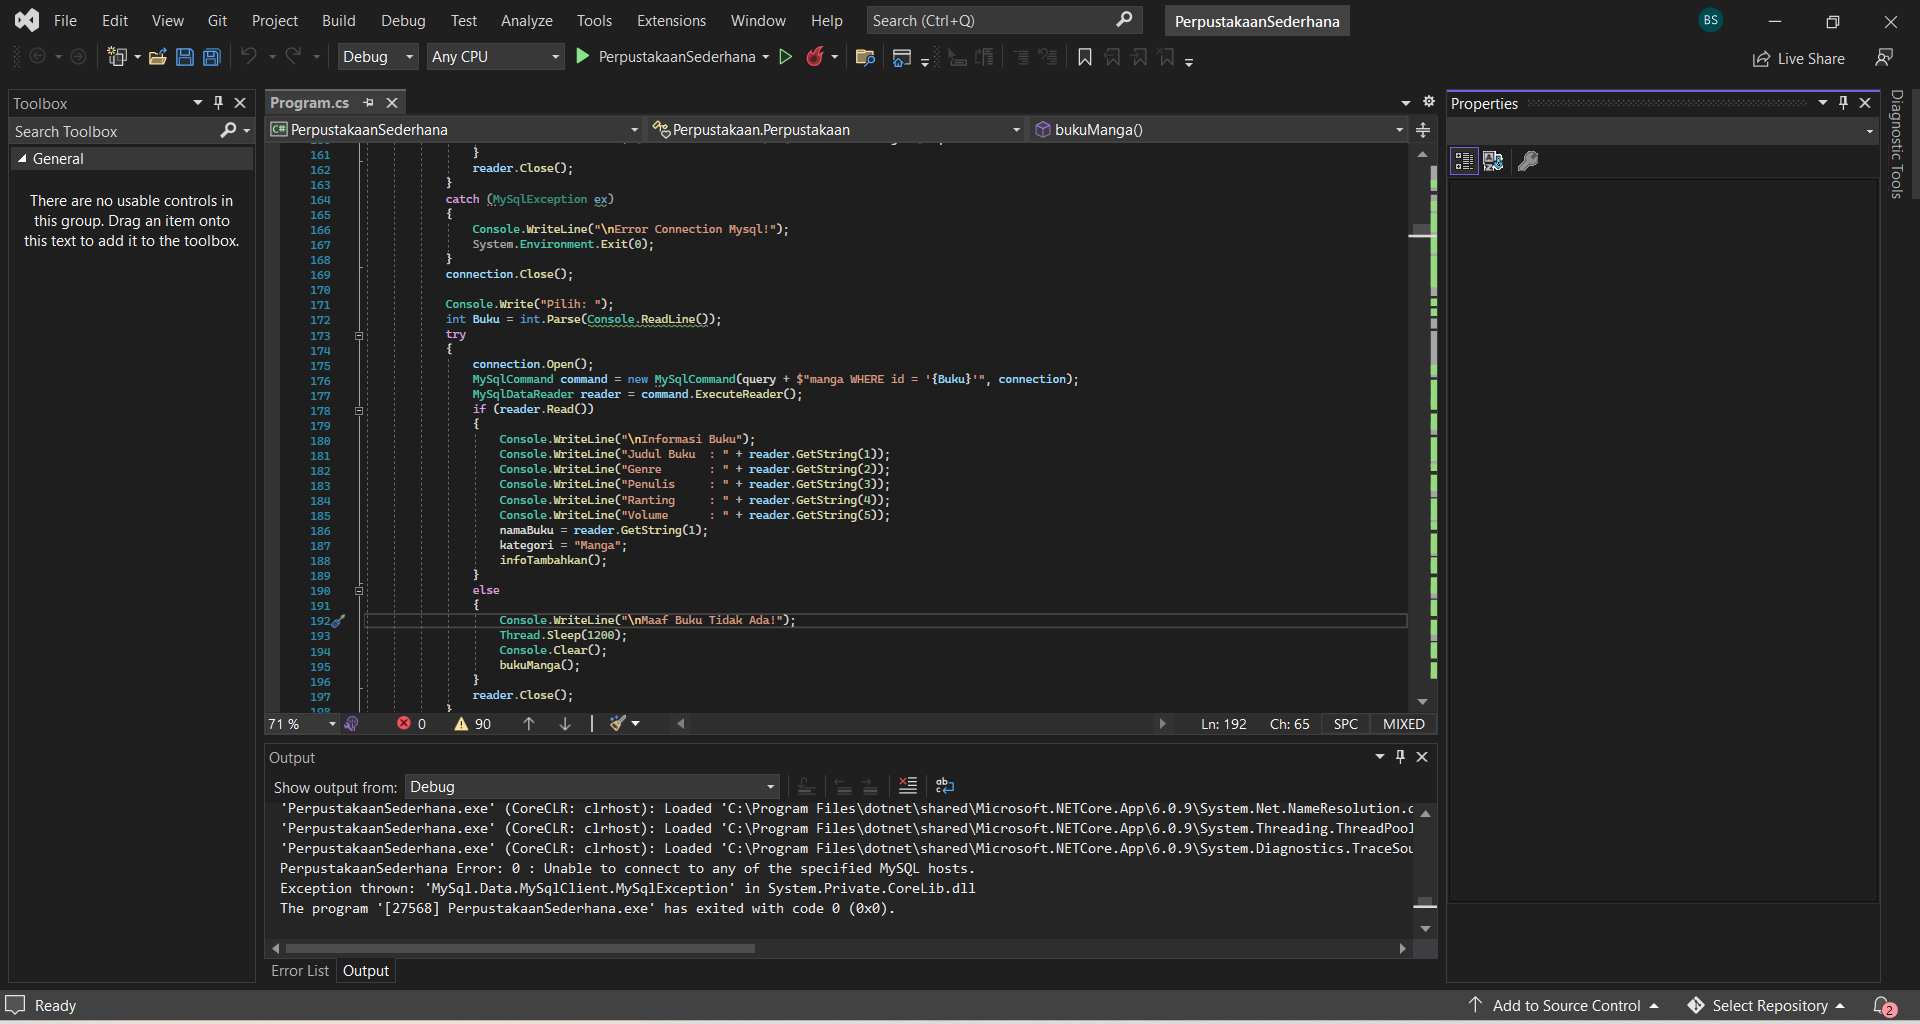 File Edit View Git Project Build Debug Test Analyze Tools Extensions Window Help Search (Ctrl+Q) PerpustakaanSederhana BS
Debug Any CPU PerpustakaanSederhana Live Share
Toolbox
Search Toolbox
General
There are no usable controls in
this group. Drag an item onto
this text to add it to the toolbox.
Program.cs
C# PerpustakaanSederhana Perpustakaan.Perpustakaan bukuManga()
161 }
162 reader.Close();
163 }
164 catch (MySqlException ex)
165 {
166 Console.WriteLine("\nError Connection Mysql!");
167 System.Environment.Exit(0);
168 }
169 connection.Close();
170
171 Console.Write("Pilih: ");
172 int Buku = int.Parse(Console.ReadLine());
173 try
174 {
175 connection.Open();
176 MySqlCommand command = new MySqlCommand(query + $"manga WHERE id = '{Buku}'", connection);
177 MySqlDataReader reader = command.ExecuteReader();
178 if (reader.Read())
179 {
180 Console.WriteLine("\nInformasi Buku");
181 Console.WriteLine("Judul Buku  : " + reader.GetString(1));
182 Console.WriteLine("Genre       : " + reader.GetString(2));
183 Console.WriteLine("Penulis     : " + reader.GetString(3));
184 Console.WriteLine("Ranting     : " + reader.GetString(4));
185 Console.WriteLine("Volume      : " + reader.GetString(5));
186 namaBuku = reader.GetString(1);
187 kategori = "Manga";
188 infoTambahkan();
189 }
190 else
191 {
192 Console.WriteLine("\nMaaf Buku Tidak Ada!");
193 Thread.Sleep(1200);
194 Console.Clear();
195 bukuManga();
196 }
197 reader.Close();
198 }
71 % 0 90 Ln: 192 Ch: 65 SPC MIXED
Output
Show output from: Debug
'PerpustakaanSederhana.exe' (CoreCLR: clrhost): Loaded 'C:\Program Files\dotnet\shared\Microsoft.NETCore.App\6.0.9\System.Net.NameResolution.
'PerpustakaanSederhana.exe' (CoreCLR: clrhost): Loaded 'C:\Program Files\dotnet\shared\Microsoft.NETCore.App\6.0.9\System.Threading.ThreadPool
'PerpustakaanSederhana.exe' (CoreCLR: clrhost): Loaded 'C:\Program Files\dotnet\shared\Microsoft.NETCore.App\6.0.9\System.Diagnostics.TraceSou
PerpustakaanSederhana Error: 0 : Unable to connect to any of the specified MySQL hosts.
Exception thrown: 'MySql.Data.MySqlClient.MySqlException' in System.Private.CoreLib.dll
The program '[27568] PerpustakaanSederhana.exe' has exited with code 0 (0x0).
Error List Output
Properties
Diagnostic Tools
Ready Add to Source Control Select Repository 2